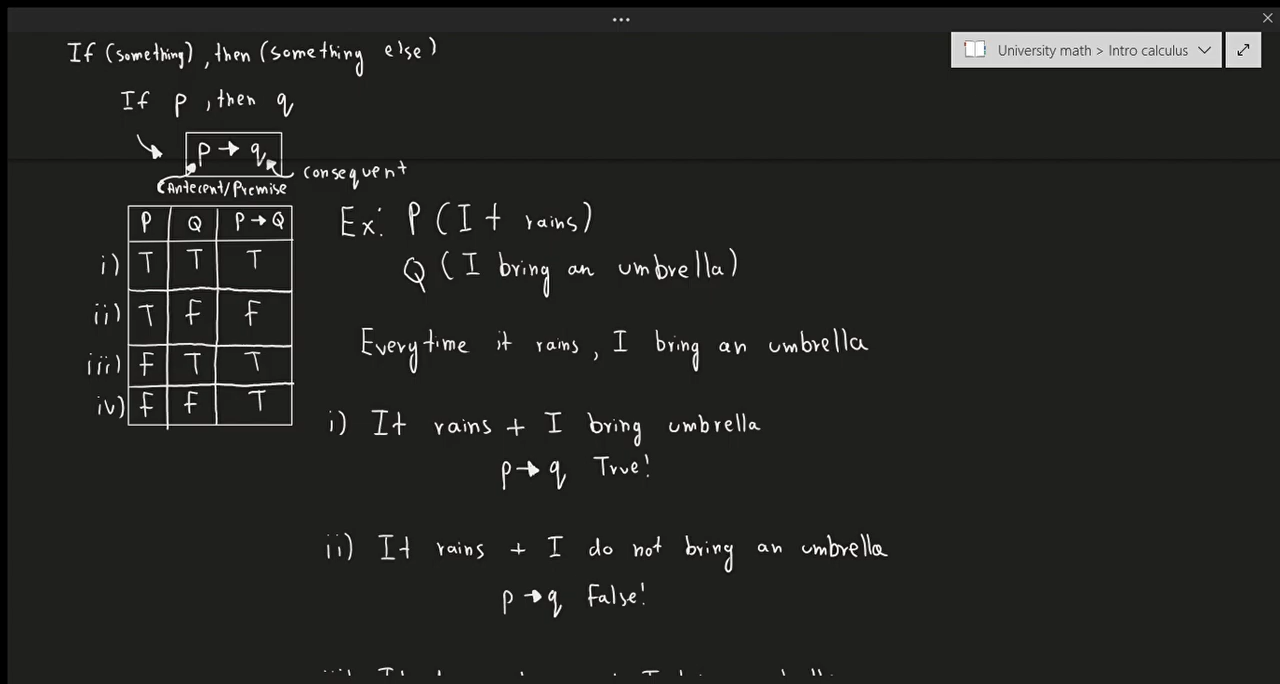 If (something), then (something else)
University math > Intro calculus
If p, then q
p → q
consequent
Antecent/Premise
P Q P → Q
i) T T T
ii) T F F
iii) F T T
iv) F F T
Ex: P (It rains)
Q (I bring an umbrella)
Everytime it rains, I bring an umbrella
i) It rains + I bring umbrella
p → q True!
ii) It rains + I do not bring an umbrella
p → q False!